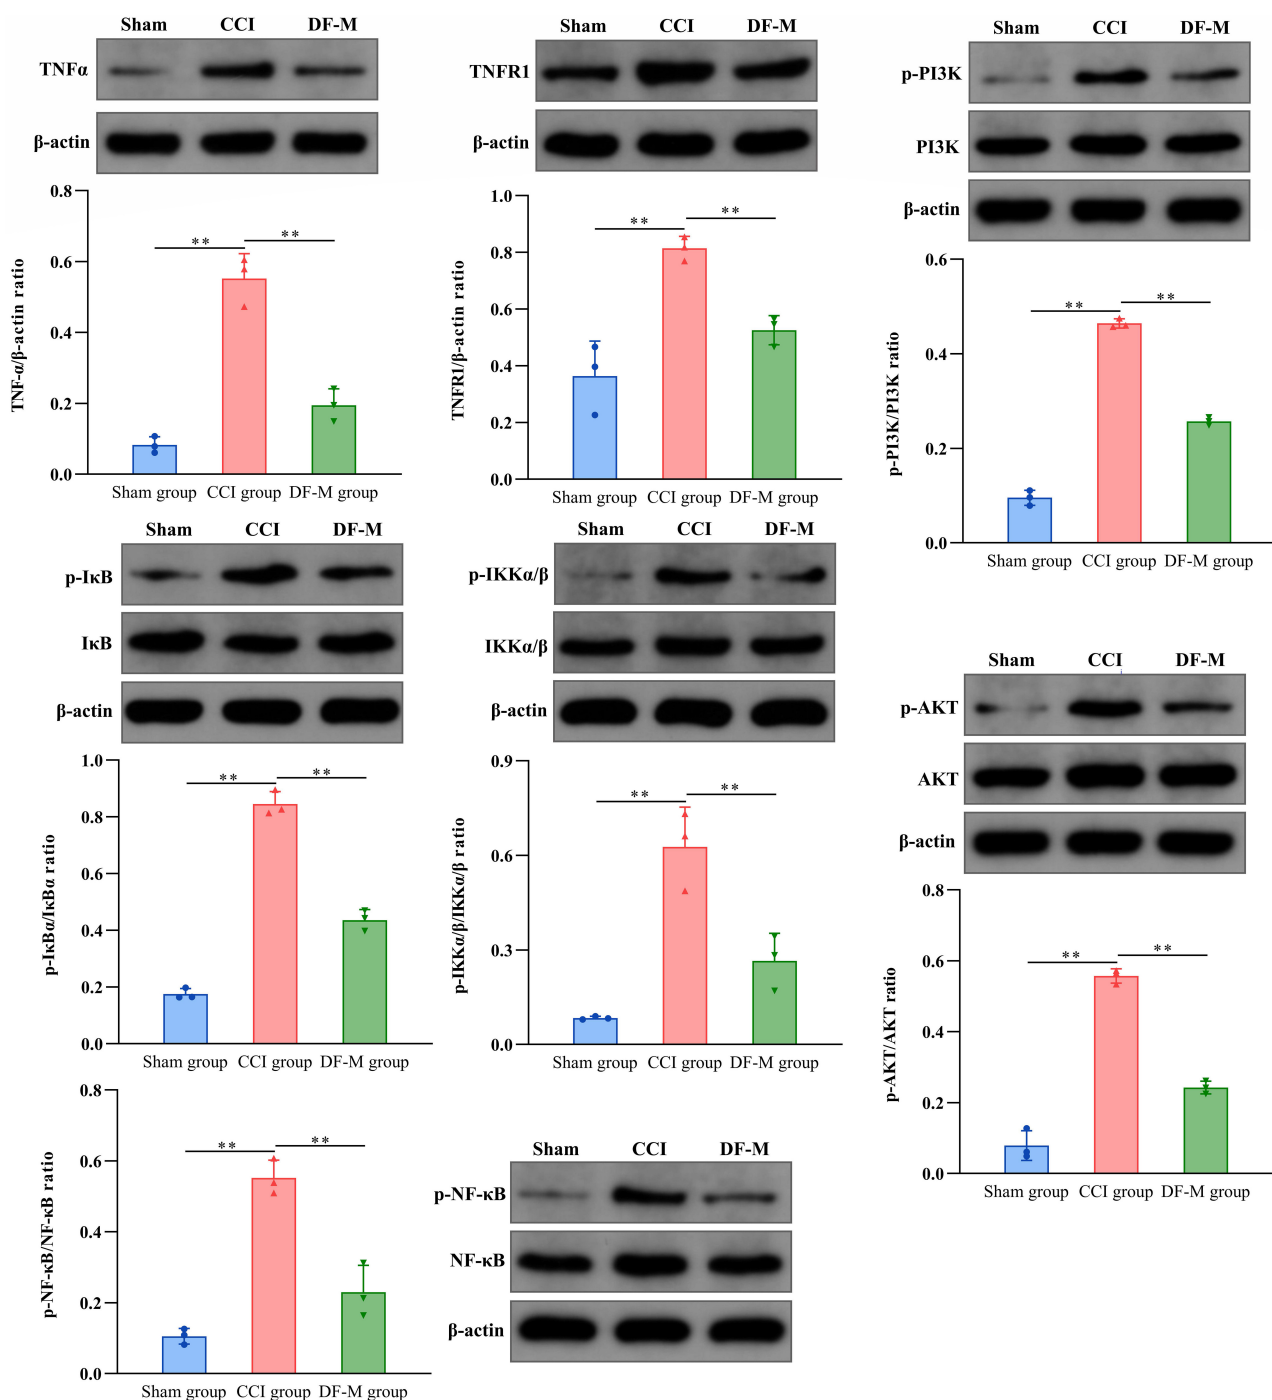 Sham CCI DF-M
TNFα
β-actin
0.8
0.6
0.4
0.2
0.0
TNF-α/β-actin ratio
** **
Sham group CCI group DF-M group
Sham CCI DF-M
TNFR1
β-actin
1.0
0.8
0.6
0.4
0.2
0.0
TNFR1/β-actin ratio
** **
Sham group CCI group DF-M group
Sham CCI DF-M
p-PI3K
PI3K
β-actin
0.6
0.4
0.2
0.0
p-PI3K/PI3K ratio
** **
Sham group CCI group DF-M group
Sham CCI DF-M
p-IκB
IκB
β-actin
1.0
0.8
0.6
0.4
0.2
0.0
p-IκBα/IκBα ratio
** **
Sham group CCI group DF-M group
Sham CCI DF-M
p-IKKα/β
IKKα/β
β-actin
0.9
0.6
0.3
0.0
p-IKKα/β/IKKα/β ratio
** **
Sham group CCI group DF-M group
Sham CCI DF-M
p-AKT
AKT
β-actin
0.8
0.6
0.4
0.2
0.0
p-AKT/AKT ratio
** **
Sham group CCI group DF-M group
0.8
0.6
0.4
0.2
0.0
p-NF-κB/NF-κB ratio
** **
Sham group CCI group DF-M group
Sham CCI DF-M
p-NF-κB
NF-κB
β-actin